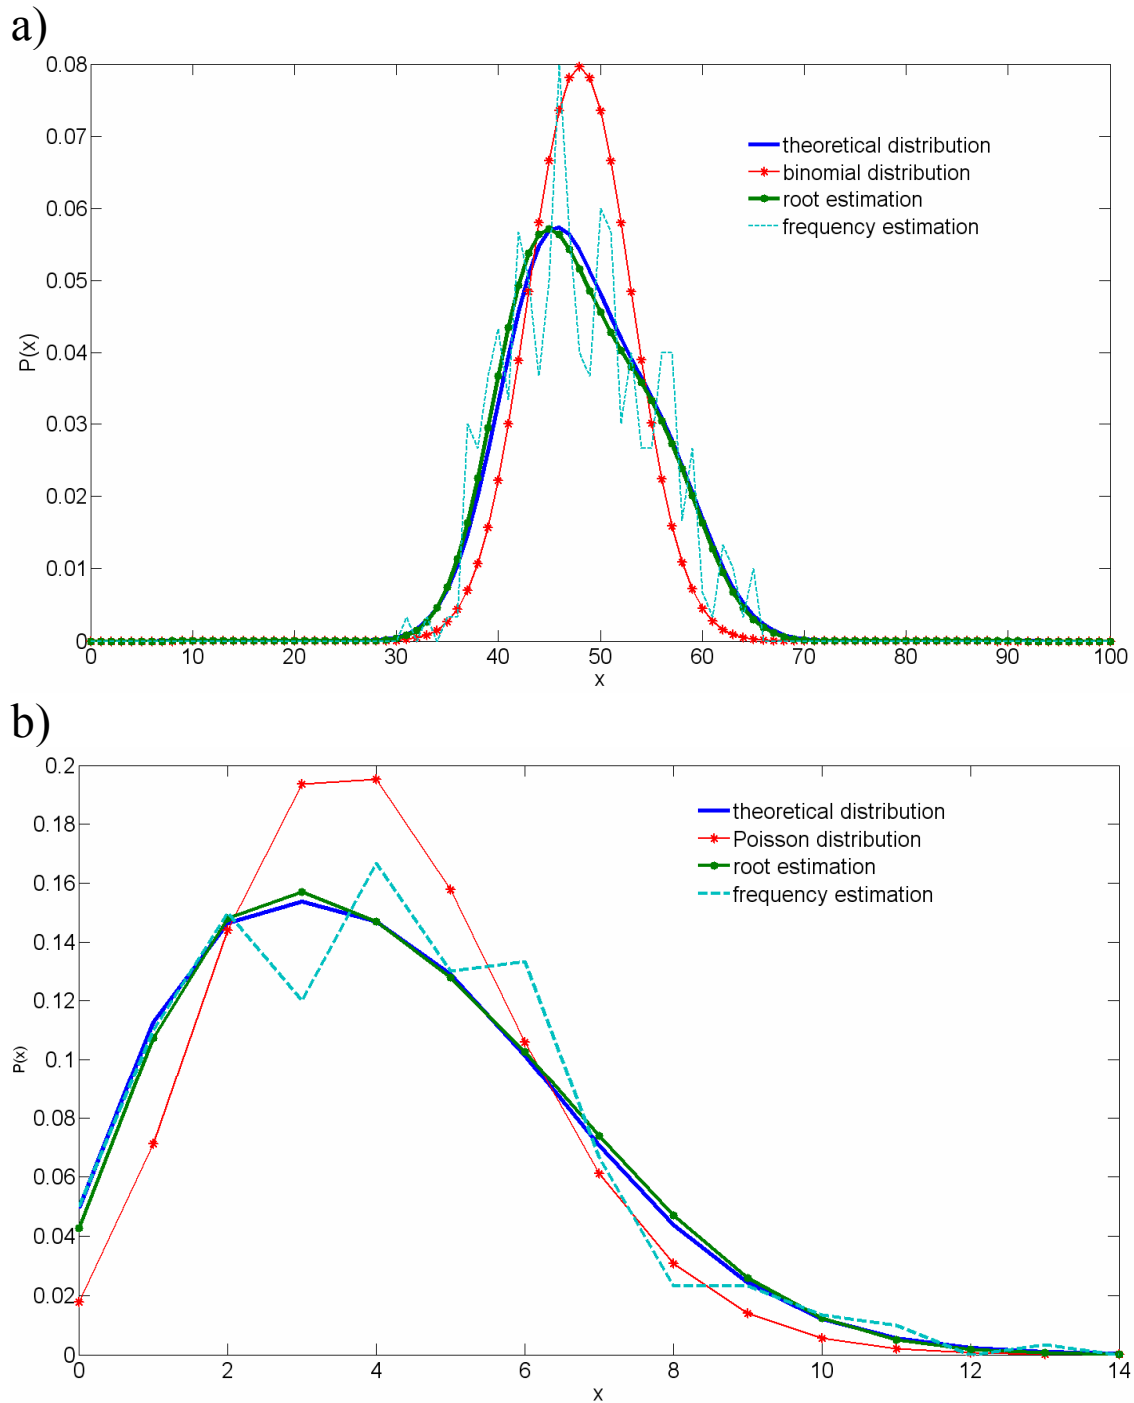 a)
0.08
0.07
0.06
0.05
0.04
0.03
0.02
0.01
0
P(x)
theoretical distribution
binomial distribution
root estimation
frequency estimation
0 10 20 30 40 50 60 70 80 90 100
x
b)
0.2
0.18
0.16
0.14
0.12
0.1
0.08
0.06
0.04
0.02
0
P(x)
theoretical distribution
Poisson distribution
root estimation
frequency estimation
0 2 4 6 8 10 12 14
x